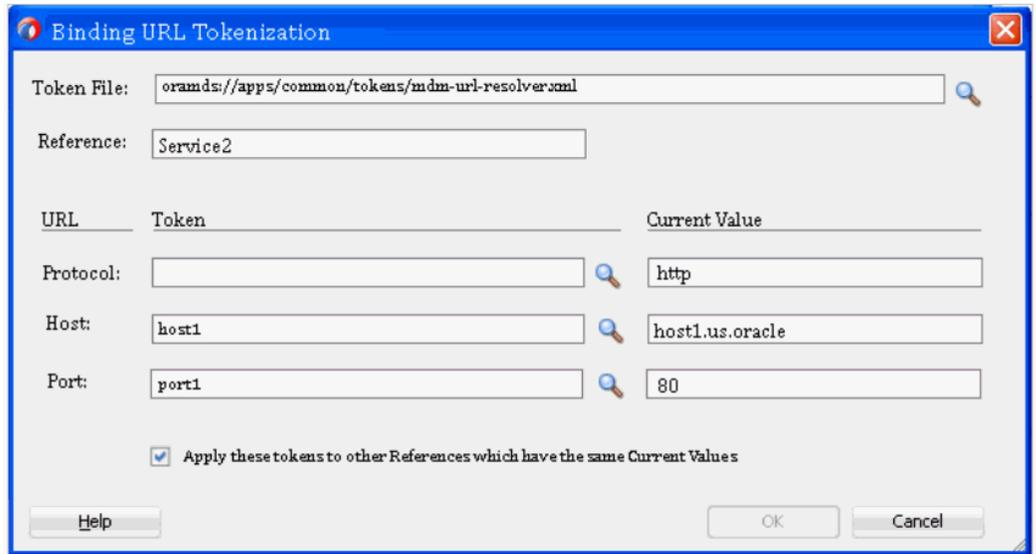 Binding URL Tokenization
Token File: oramds://apps/common/tokens/mdm-url-resolver.xml
Reference: Service2
URL Token Current Value
Protocol: http
Host: host1 host1.us.oracle
Port: port1 80
Apply these tokens to other References which have the same Current Values
Help OK Cancel